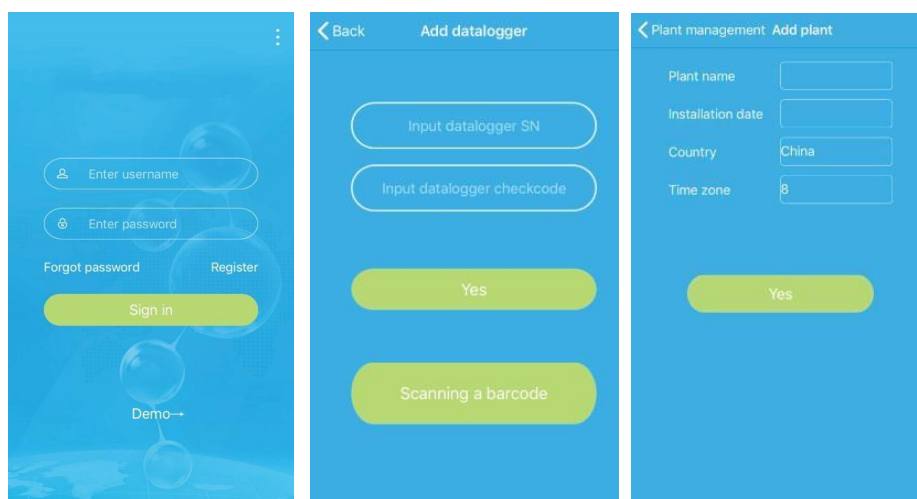 Enter username
Enter password
Forgot password Register
Sign in
Demo→
Back Add datalogger
Input datalogger SN
Input datalogger checkcode
Yes
Scanning a barcode
Plant management Add plant
Plant name
Installation date
Country China
Time zone 8
Yes